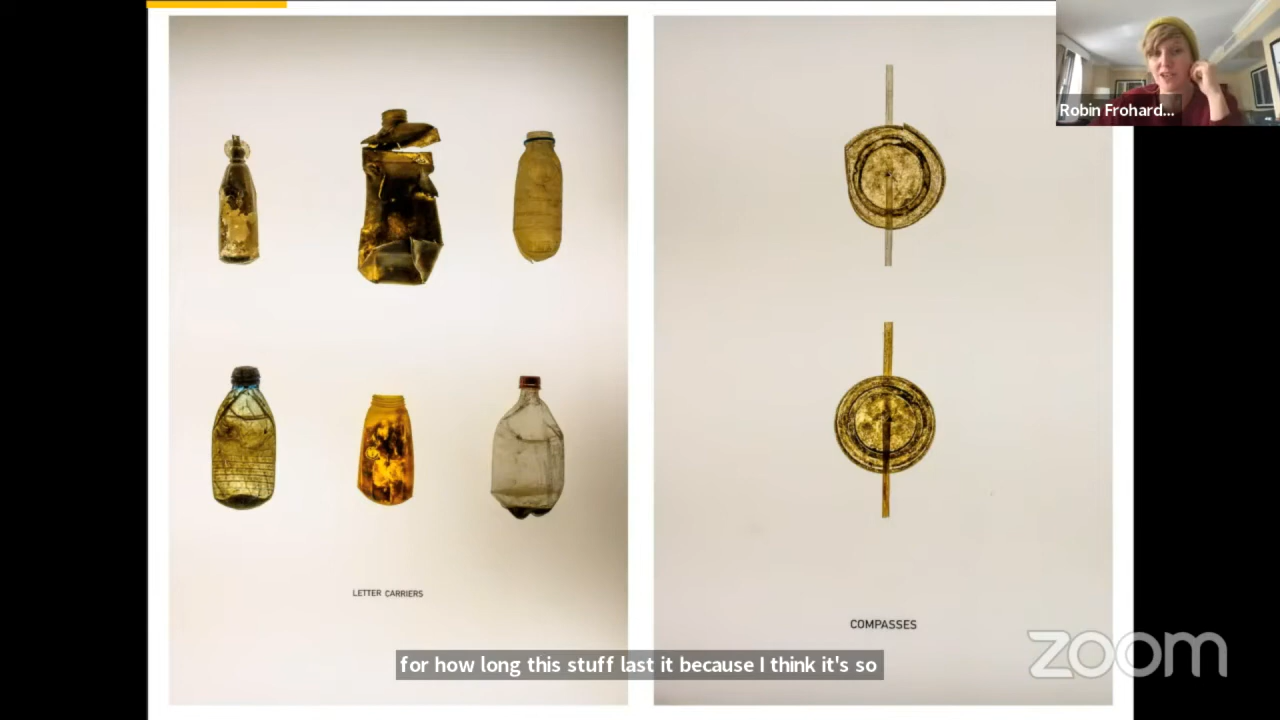 Robin Frohard...
LETTER CARRIERS
COMPASSES
for how long this stuff last it because I think it's so
zoom